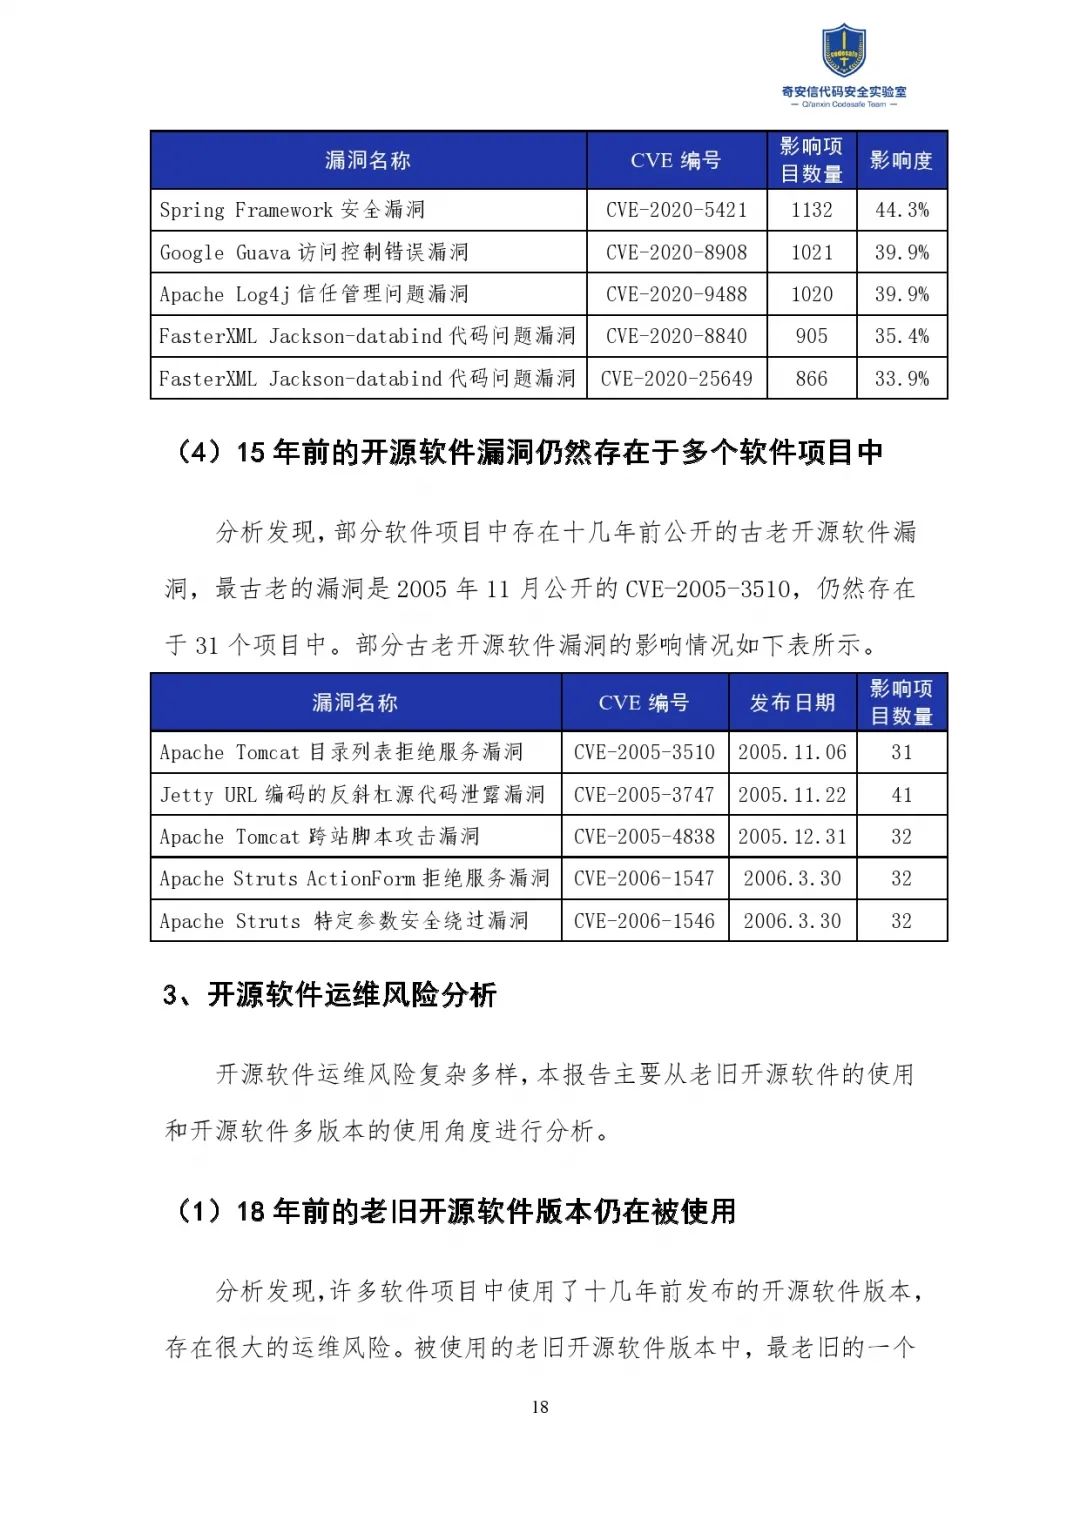 codesafe
奇安信代码安全实验室
— Qi'anxin Codesafe Team —
漏洞名称 CVE 编号 影响项目数量 影响度
Spring Framework 安全漏洞 CVE-2020-5421 1132 44.3%
Google Guava 访问控制错误漏洞 CVE-2020-8908 1021 39.9%
Apache Log4j 信任管理问题漏洞 CVE-2020-9488 1020 39.9%
FasterXML Jackson-databind 代码问题漏洞 CVE-2020-8840 905 35.4%
FasterXML Jackson-databind 代码问题漏洞 CVE-2020-25649 866 33.9%
（4）15 年前的开源软件漏洞仍然存在于多个软件项目中
分析发现，部分软件项目中存在十几年前公开的古老开源软件漏
洞，最古老的漏洞是 2005 年 11 月公开的 CVE-2005-3510，仍然存在
于 31 个项目中。部分古老开源软件漏洞的影响情况如下表所示。
漏洞名称 CVE 编号 发布日期 影响项目数量
Apache Tomcat 目录列表拒绝服务漏洞 CVE-2005-3510 2005.11.06 31
Jetty URL 编码的反斜杠源代码泄露漏洞 CVE-2005-3747 2005.11.22 41
Apache Tomcat 跨站脚本攻击漏洞 CVE-2005-4838 2005.12.31 32
Apache Struts ActionForm 拒绝服务漏洞 CVE-2006-1547 2006.3.30 32
Apache Struts 特定参数安全绕过漏洞 CVE-2006-1546 2006.3.30 32
3、开源软件运维风险分析
开源软件运维风险复杂多样，本报告主要从老旧开源软件的使用
和开源软件多版本的使用角度进行分析。
（1）18 年前的老旧开源软件版本仍在被使用
分析发现，许多软件项目中使用了十几年前发布的开源软件版本，
存在很大的运维风险。被使用的老旧开源软件版本中，最老旧的一个
18